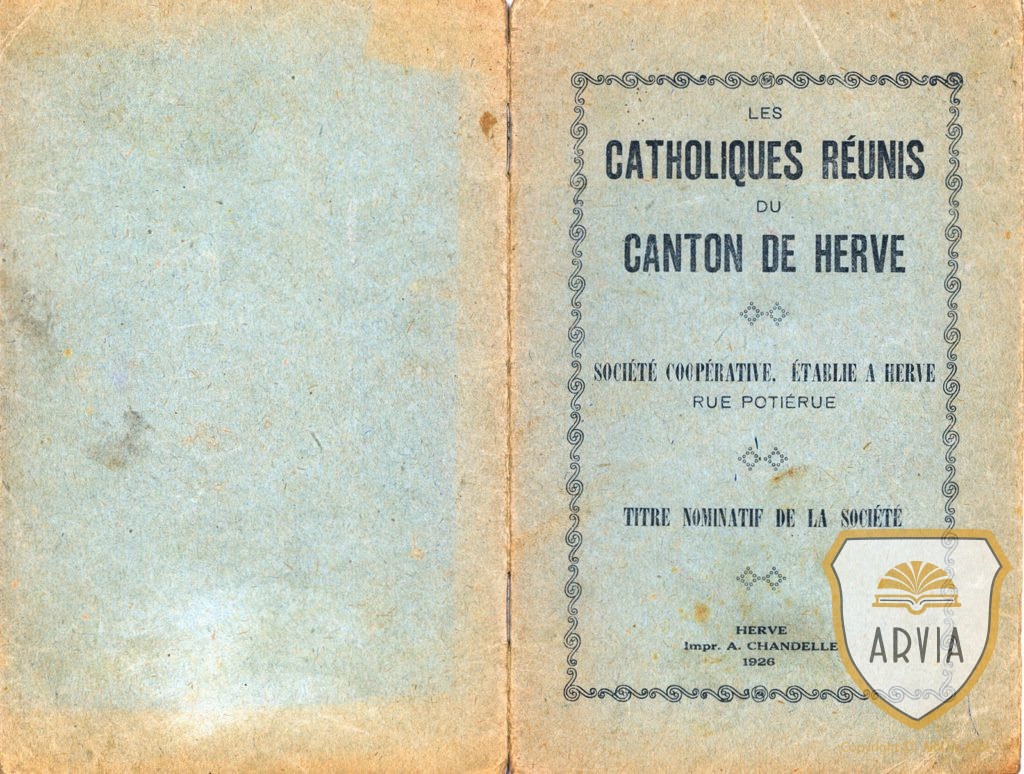 LES
CATHOLIQUES RÉUNIS
DU
CANTON DE HERVE
SOCIÉTÉ COOPÉRATIVE. ÉTABLIE A HERVE
RUE POTIÉRUE
TITRE NOMINATIF DE LA SOCIÉTÉ
HERVE
Impr. A. CHANDELLE
1926
ARVIA
Copyright